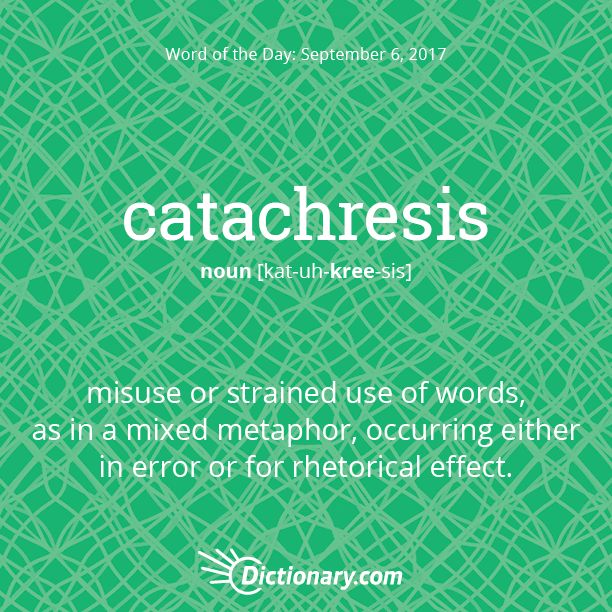 Word of the Day: September 6, 2017
catachresis
noun [kat-uh-kree-sis]
misuse or strained use of words,
as in a mixed metaphor, occurring either
in error or for rhetorical effect.
Dictionary.com